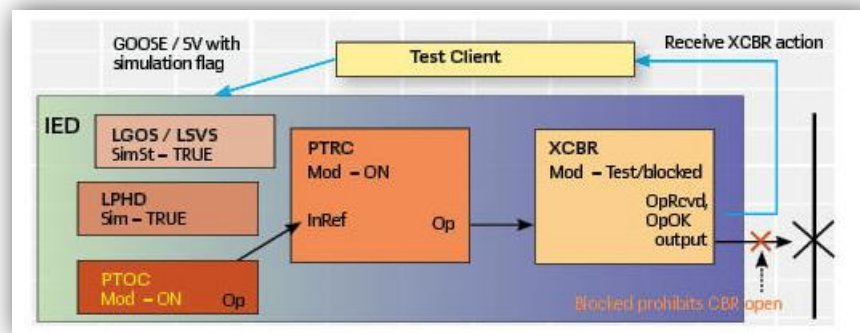 GOOSE / SV with
simulation flag
Test Client
Receive XCBR action
IED
LGOS / LSVS
SimSt – TRUE
LPHD
Sim – TRUE
PTOC
Mod – ON
Op
PTRC
Mod – ON
InRef
Op
XCBR
Mod – Test/blocked
OpRcvd,
OpOK
output
Blocked prohibits CBR open